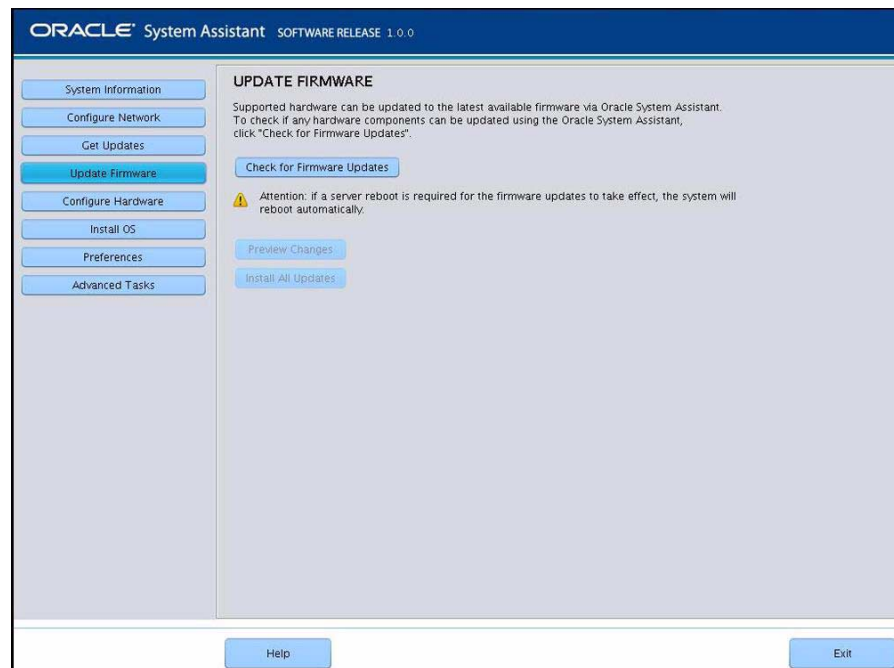 ORACLE® System Assistant SOFTWARE RELEASE 1.0.0
System Information
Configure Network
Get Updates
Update Firmware
Configure Hardware
Install OS
Preferences
Advanced Tasks
UPDATE FIRMWARE
Supported hardware can be updated to the latest available firmware via Oracle System Assistant.
To check if any hardware components can be updated using the Oracle System Assistant,
click "Check for Firmware Updates".
Check for Firmware Updates
Attention: if a server reboot is required for the firmware updates to take effect, the system will
reboot automatically.
Preview Changes
Install All Updates
Help
Exit